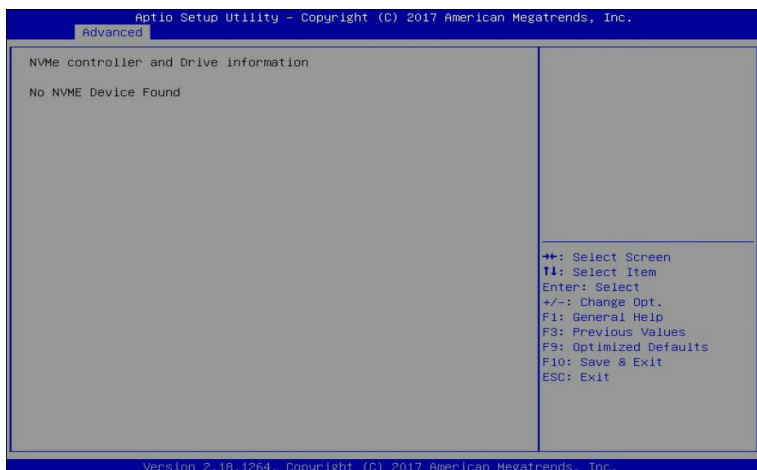 Aptio Setup Utility – Copyright (C) 2017 American Megatrends, Inc.
Advanced
NVMe controller and Drive information
No NVME Device Found
→←: Select Screen
↑↓: Select Item
Enter: Select
+/-: Change Opt.
F1: General Help
F3: Previous Values
F9: Optimized Defaults
F10: Save & Exit
ESC: Exit
Version 2.18.1264. Copyright (C) 2017 American Megatrends, Inc.